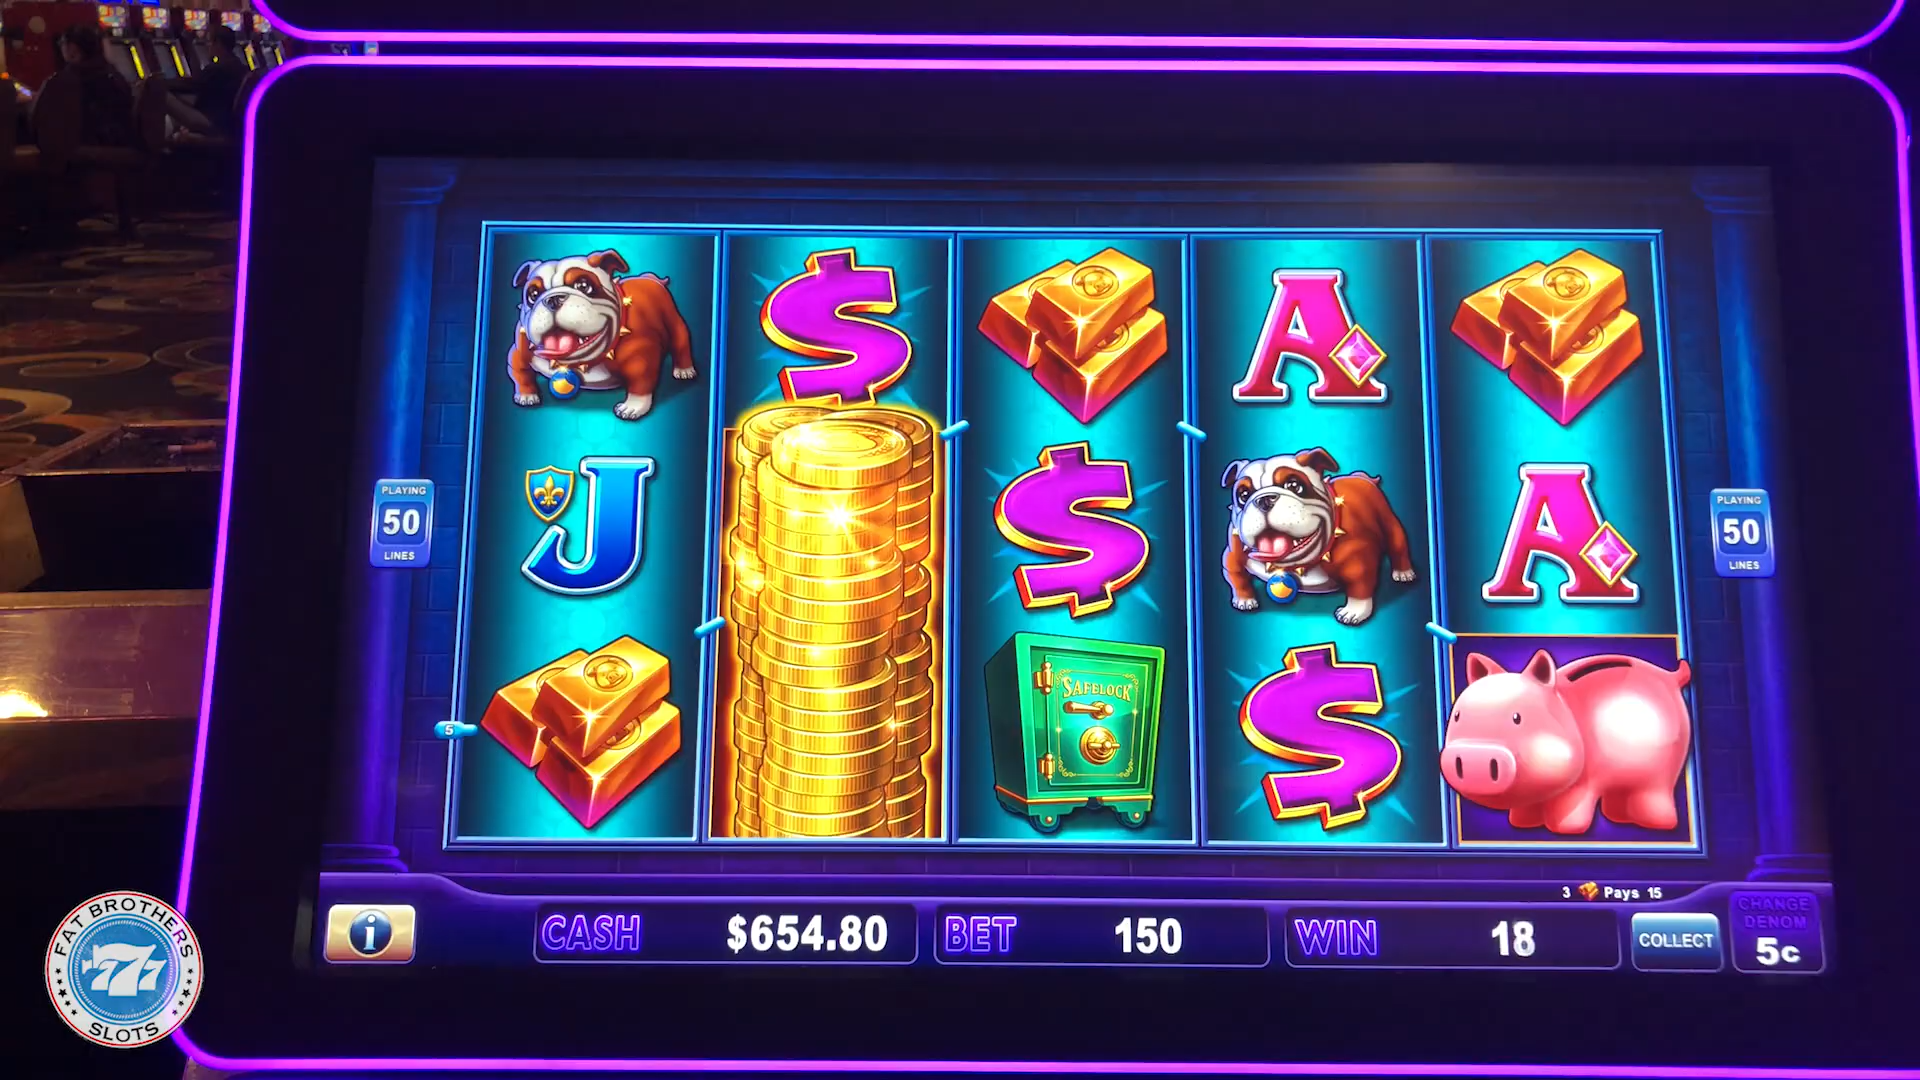 PLAYING
50
LINES
J
A
A
SAFELOCK
$
$
$
5
PLAYING
50
LINES
3 Pays 15
i
CASH $654.80
BET 150
WIN 18
COLLECT
CHANGE
DENOM
5c
FAT BROTHERS
777
SLOTS